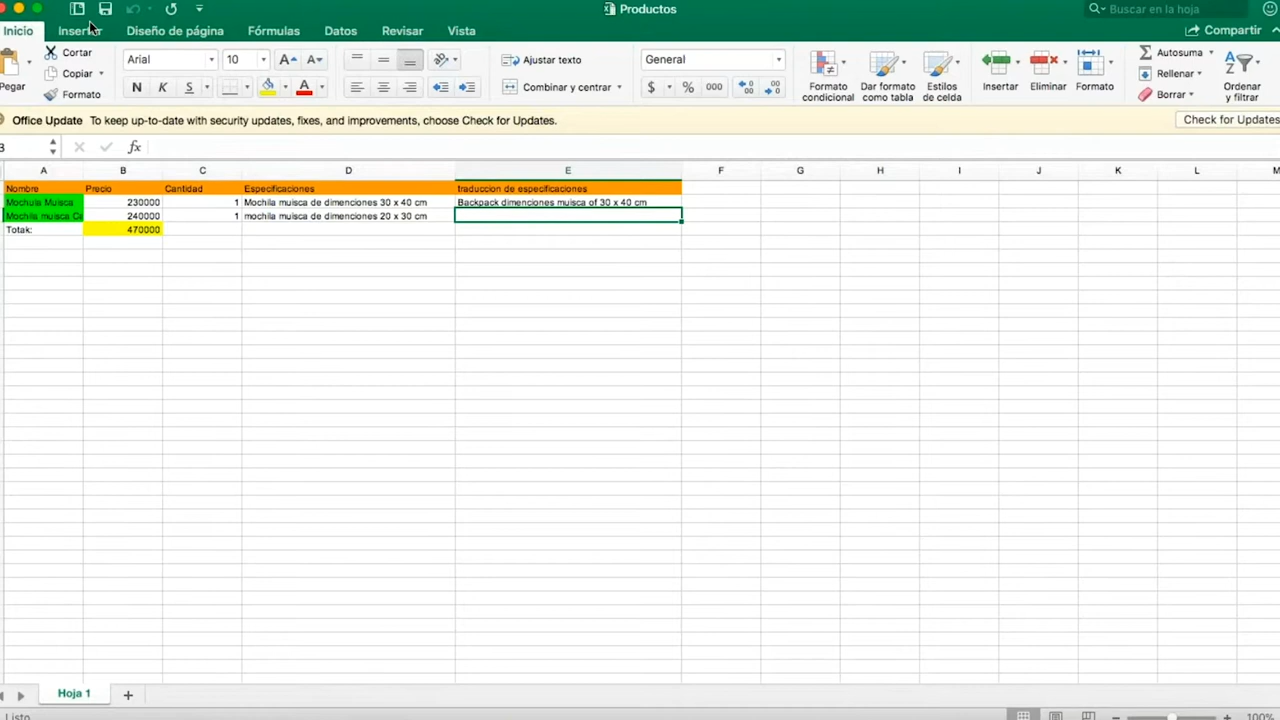 Productos
Buscar en la hoja
Inicio Insertar Diseño de página Fórmulas Datos Revisar Vista Compartir
Cortar
Copiar
Formato
Pegar
Arial 10
N K S
Ajustar texto
Combinar y centrar
General
$ % 000
Formato condicional
Dar formato como tabla
Estilos de celda
Insertar
Eliminar
Formato
Autosuma
Rellenar
Borrar
Ordenar y filtrar
Office Update To keep up-to-date with security updates, fixes, and improvements, choose Check for Updates.
Check for Updates
3 fx
A B C D E F G H I J K L M
Nombre Precio Cantidad Especificaciones traduccion de especificaciones
Mochula Muisca 230000 1 Mochila muisca de dimenciones 30 x 40 cm Backpack dimenciones muisca of 30 x 40 cm
Mochila muisca Ce 240000 1 mochila muisca de dimenciones 20 x 30 cm
Totak: 470000
Hoja 1
Listo
100%